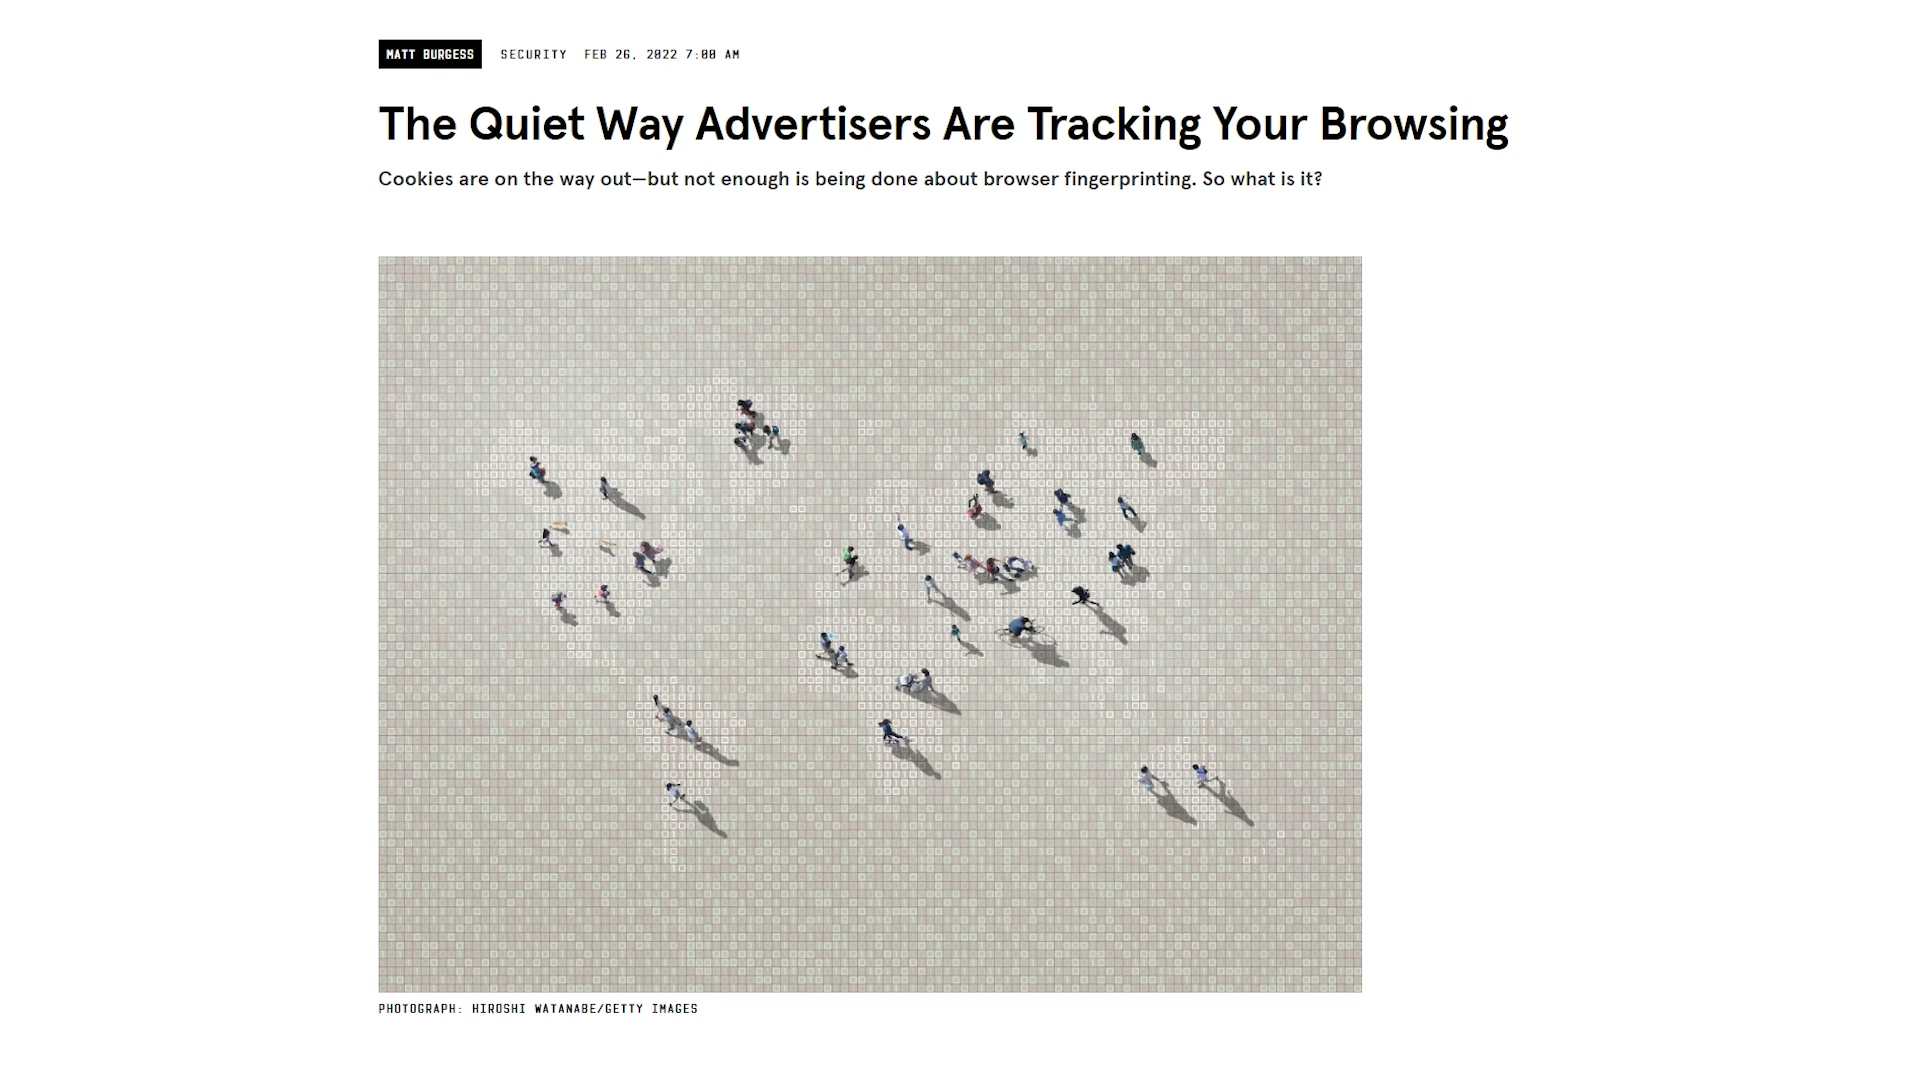 MATT BURGESS SECURITY FEB 26, 2022 7:00 AM
The Quiet Way Advertisers Are Tracking Your Browsing
Cookies are on the way out—but not enough is being done about browser fingerprinting. So what is it?
PHOTOGRAPH: HIROSHI WATANABE/GETTY IMAGES